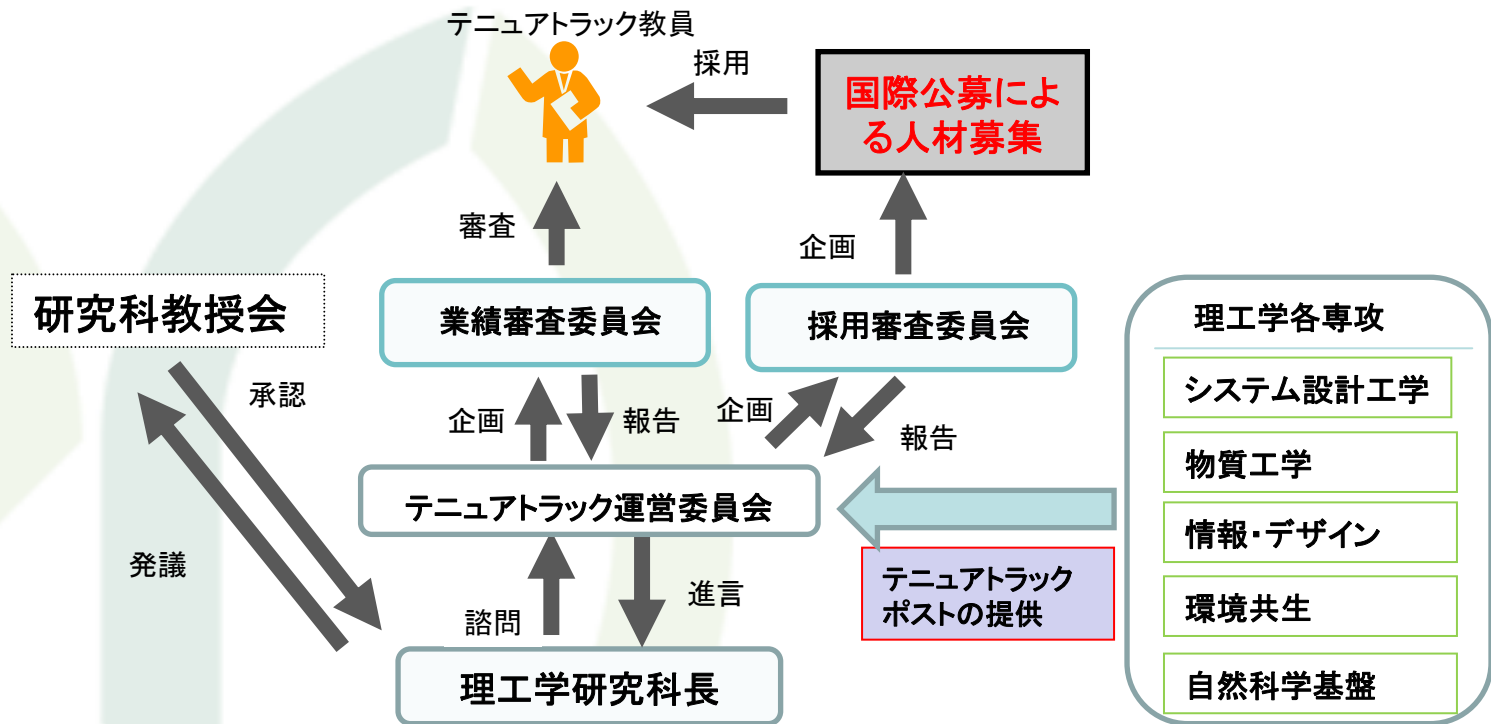 テニュアトラック教員
採用
国際公募によ
る人材募集
審査
企画
研究科教授会
業績審査委員会
採用審査委員会
理工学各専攻
システム設計工学
物質工学
情報・デザイン
環境共生
自然科学基盤
承認
企画
報告
企画
報告
テニュアトラック運営委員会
発議
諮問
進言
テニュアトラック
ポストの提供
理工学研究科長